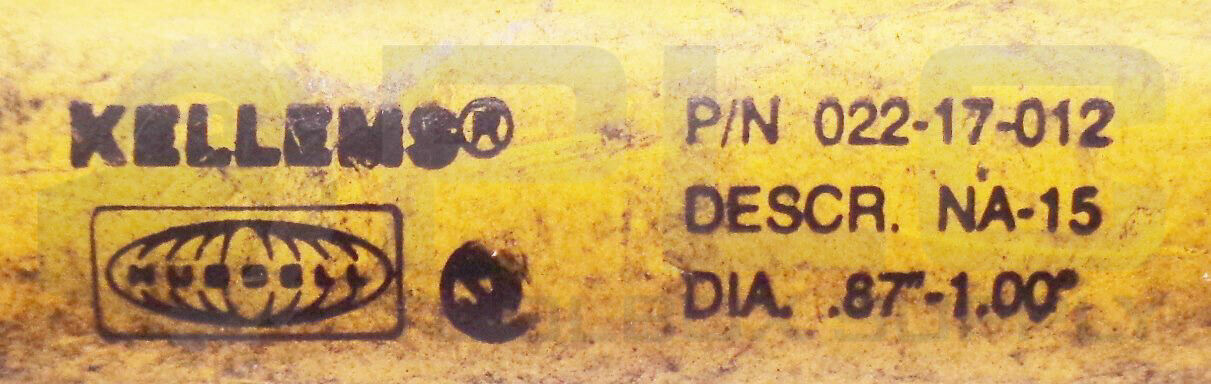 KELLEMS®
HUBBELL
P/N 022-17-012
DESCR. NA-15
DIA. .87"-1.00"